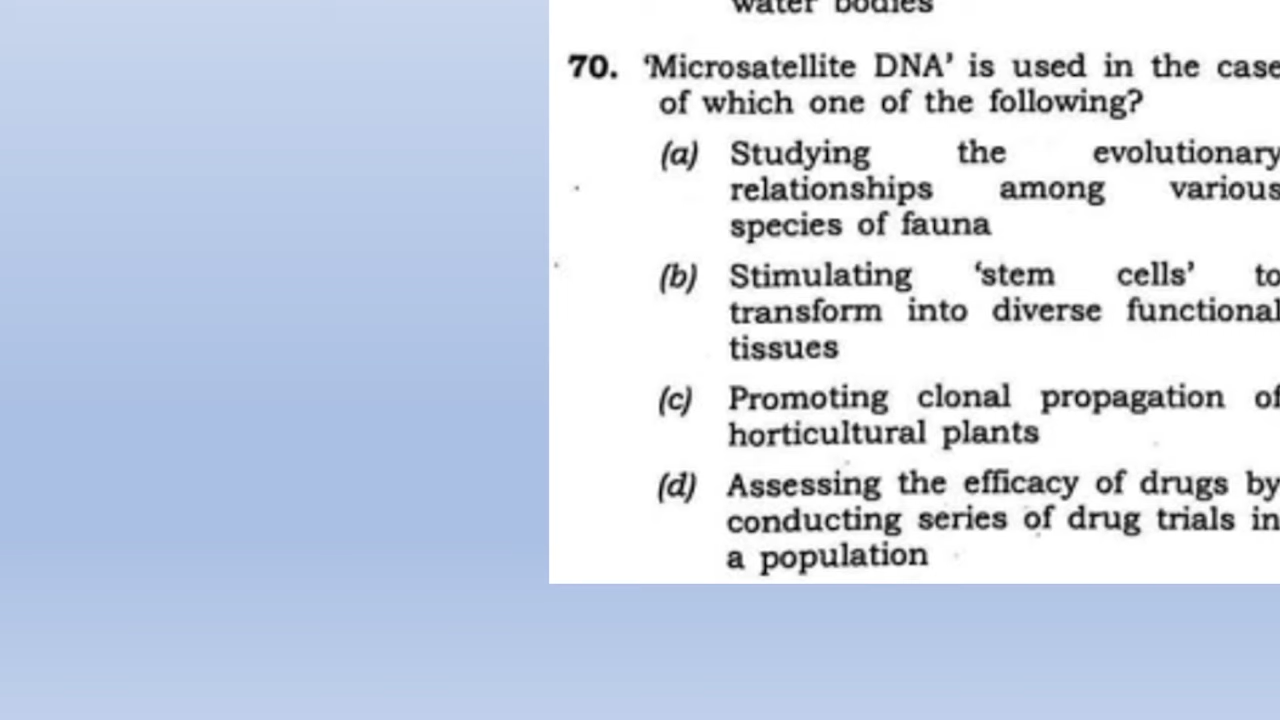 water bodies
70. 'Microsatellite DNA' is used in the case
of which one of the following?
(a) Studying the evolutionary
relationships among various
species of fauna
(b) Stimulating 'stem cells' to
transform into diverse functional
tissues
(c) Promoting clonal propagation of
horticultural plants
(d) Assessing the efficacy of drugs by
conducting series of drug trials in
a population